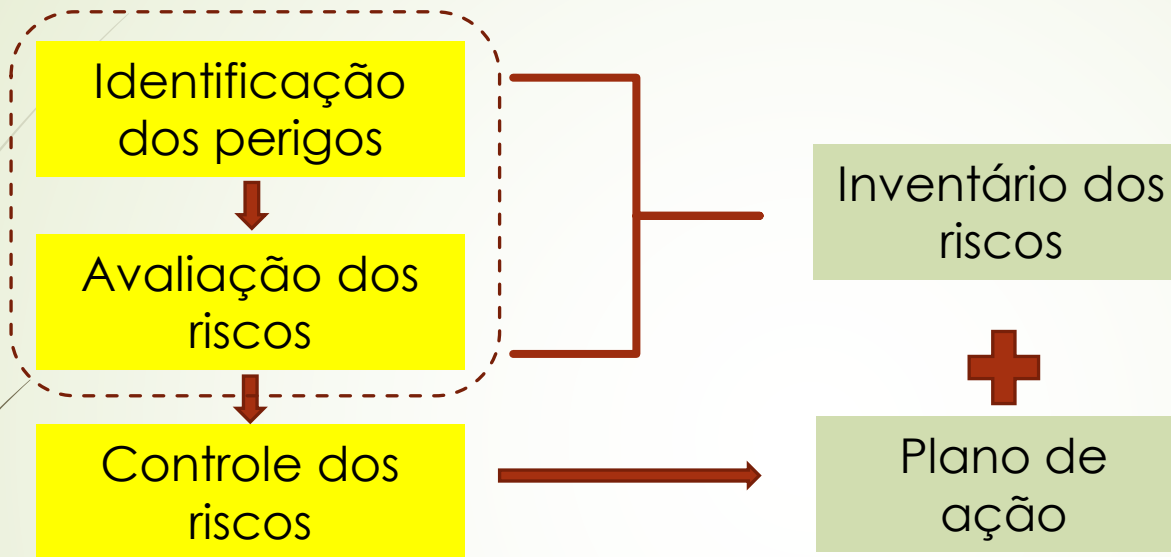 Identificação
dos perigos
Avaliação dos
riscos
Controle dos
riscos
Inventário dos
riscos
Plano de
ação